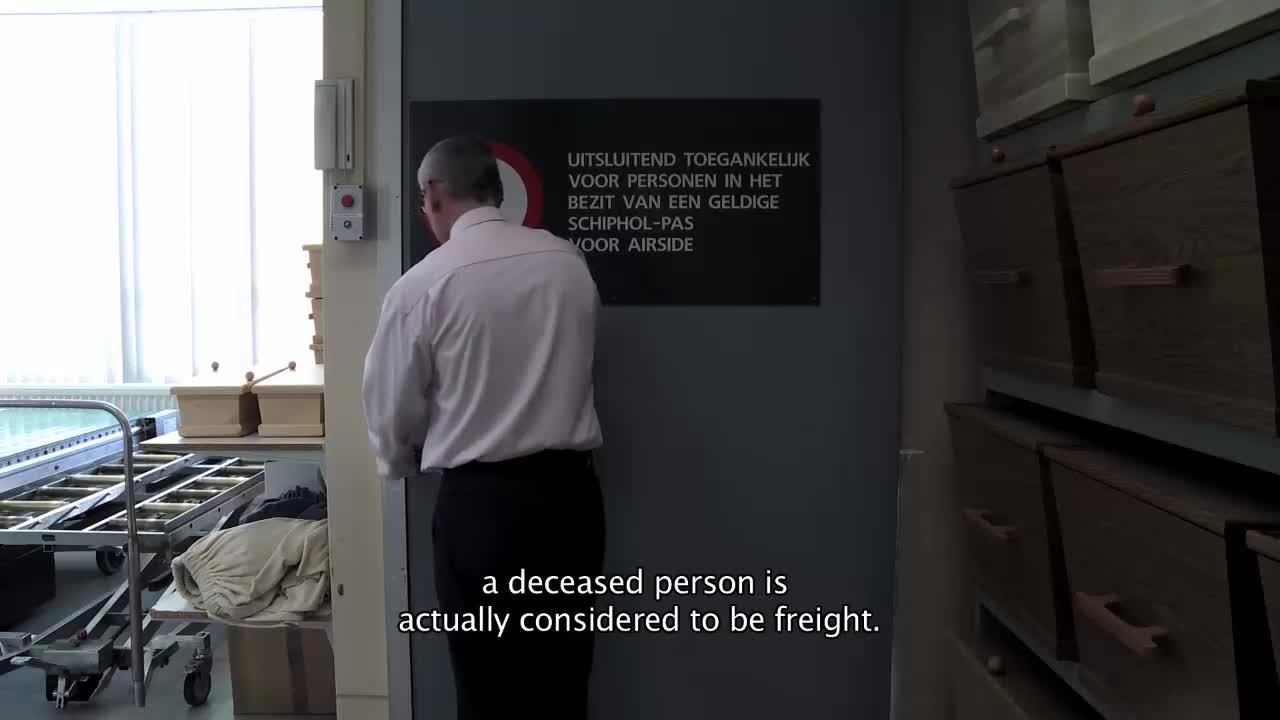 UITSLUITEND TOEGANKELIJK
VOOR PERSONEN IN HET
BEZIT VAN EEN GELDIGE
SCHIPHOL-PAS
VOOR AIRSIDE
a deceased person is
actually considered to be freight.